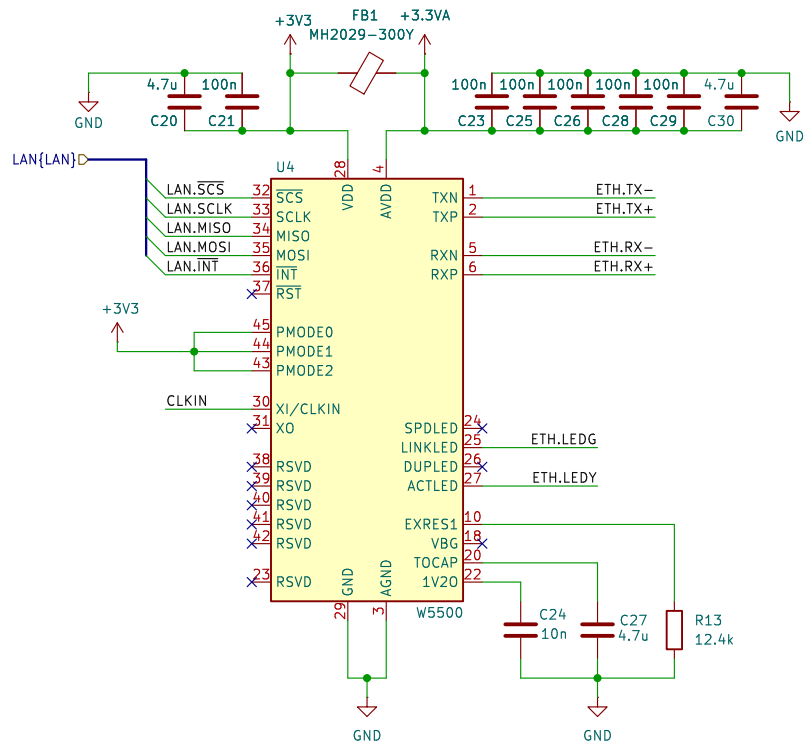 FB1 +3.3VA
+3V3
MH2029-300Y
4.7u 100n 100n 100n 100n 100n 100n 4.7u
C20 C21 C23 C25 C26 C28 C29 C30
GND GND
LAN{LAN}
U4
28 4
VDD AVDD
LAN.SCS 32 SCS TXN 1 ETH.TX-
LAN.SCLK 33 SCLK TXP 2 ETH.TX+
LAN.MISO 34 MISO
LAN.MOSI 35 MOSI RXN 5 ETH.RX-
LAN.INT 36 INT RXP 6 ETH.RX+
37 RST
+3V3
45 PMODE0
44 PMODE1
43 PMODE2
CLKIN 30 XI/CLKIN
31 XO SPDLED 24
LINKLED 25 ETH.LEDG
38 RSVD DUPLED 26
39 RSVD ACTLED 27 ETH.LEDY
40 RSVD
41 RSVD EXRES1 10
42 RSVD VBG 18
TOCAP 20
23 RSVD 1V2O 22
GND AGND
29 3
W5500
C24 C27 R13
10n 4.7u 12.4k
GND GND